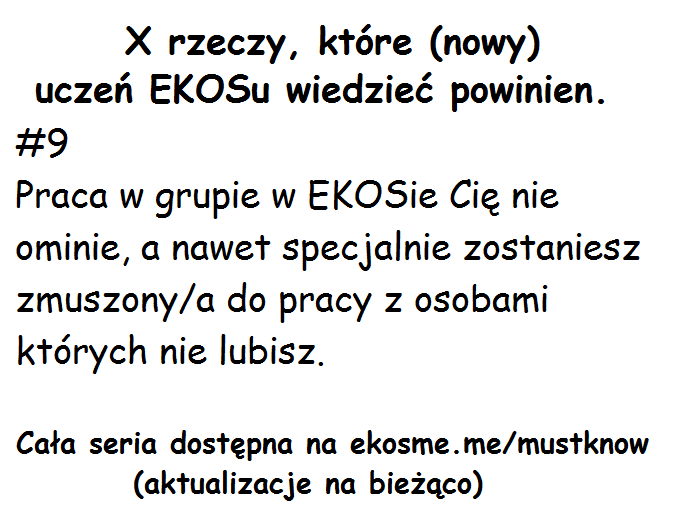 X rzeczy, które (nowy)
uczeń EKOSu wiedzieć powinien.
#9
Praca w grupie w EKOSie Cię nie
ominie, a nawet specjalnie zostaniesz
zmuszony/a do pracy z osobami
których nie lubisz.
Cała seria dostępna na ekosme.me/mustknow
(aktualizacje na bieżąco)